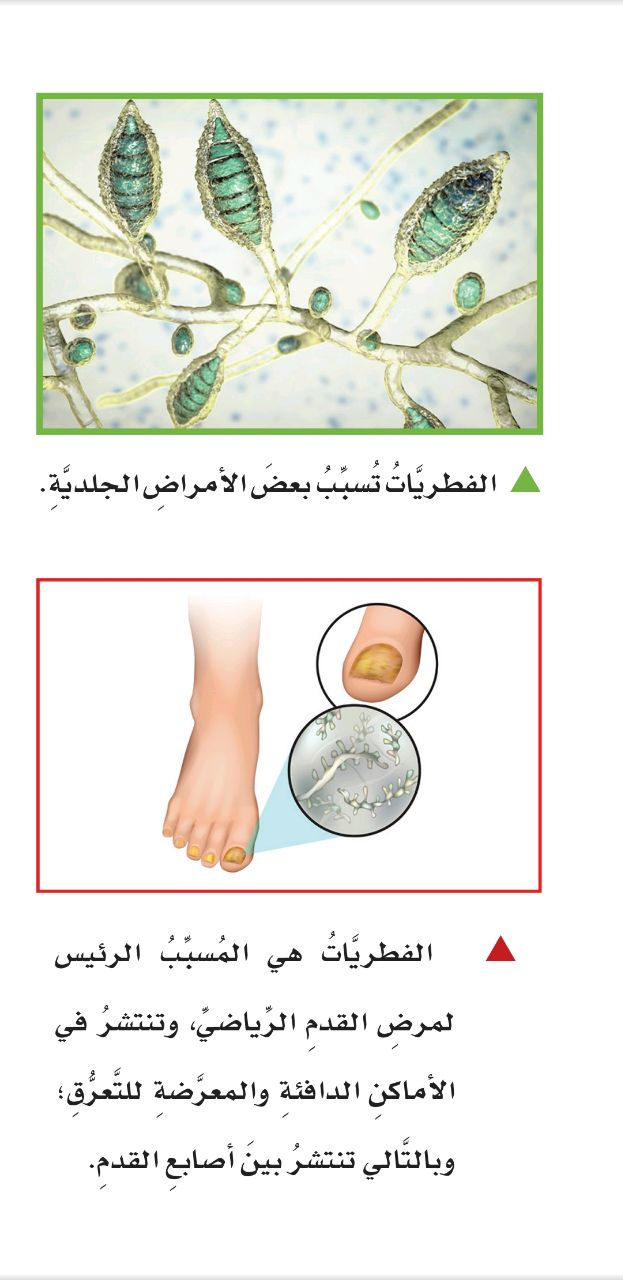 الفطريَّاتُ تُسبِّبُ بعضَ الأمراضِ الجلديَّةِ.
الفطريَّاتُ هي المُسبِّبُ الرئيس
لمرضِ القدمِ الرِّياضيِّ، وتنتشرُ في
الأماكنِ الدافئةِ والمعرَّضةِ للتَّعرُّقِ؛
وبالتَّالي تنتشرُ بينَ أصابعِ القدمِ.